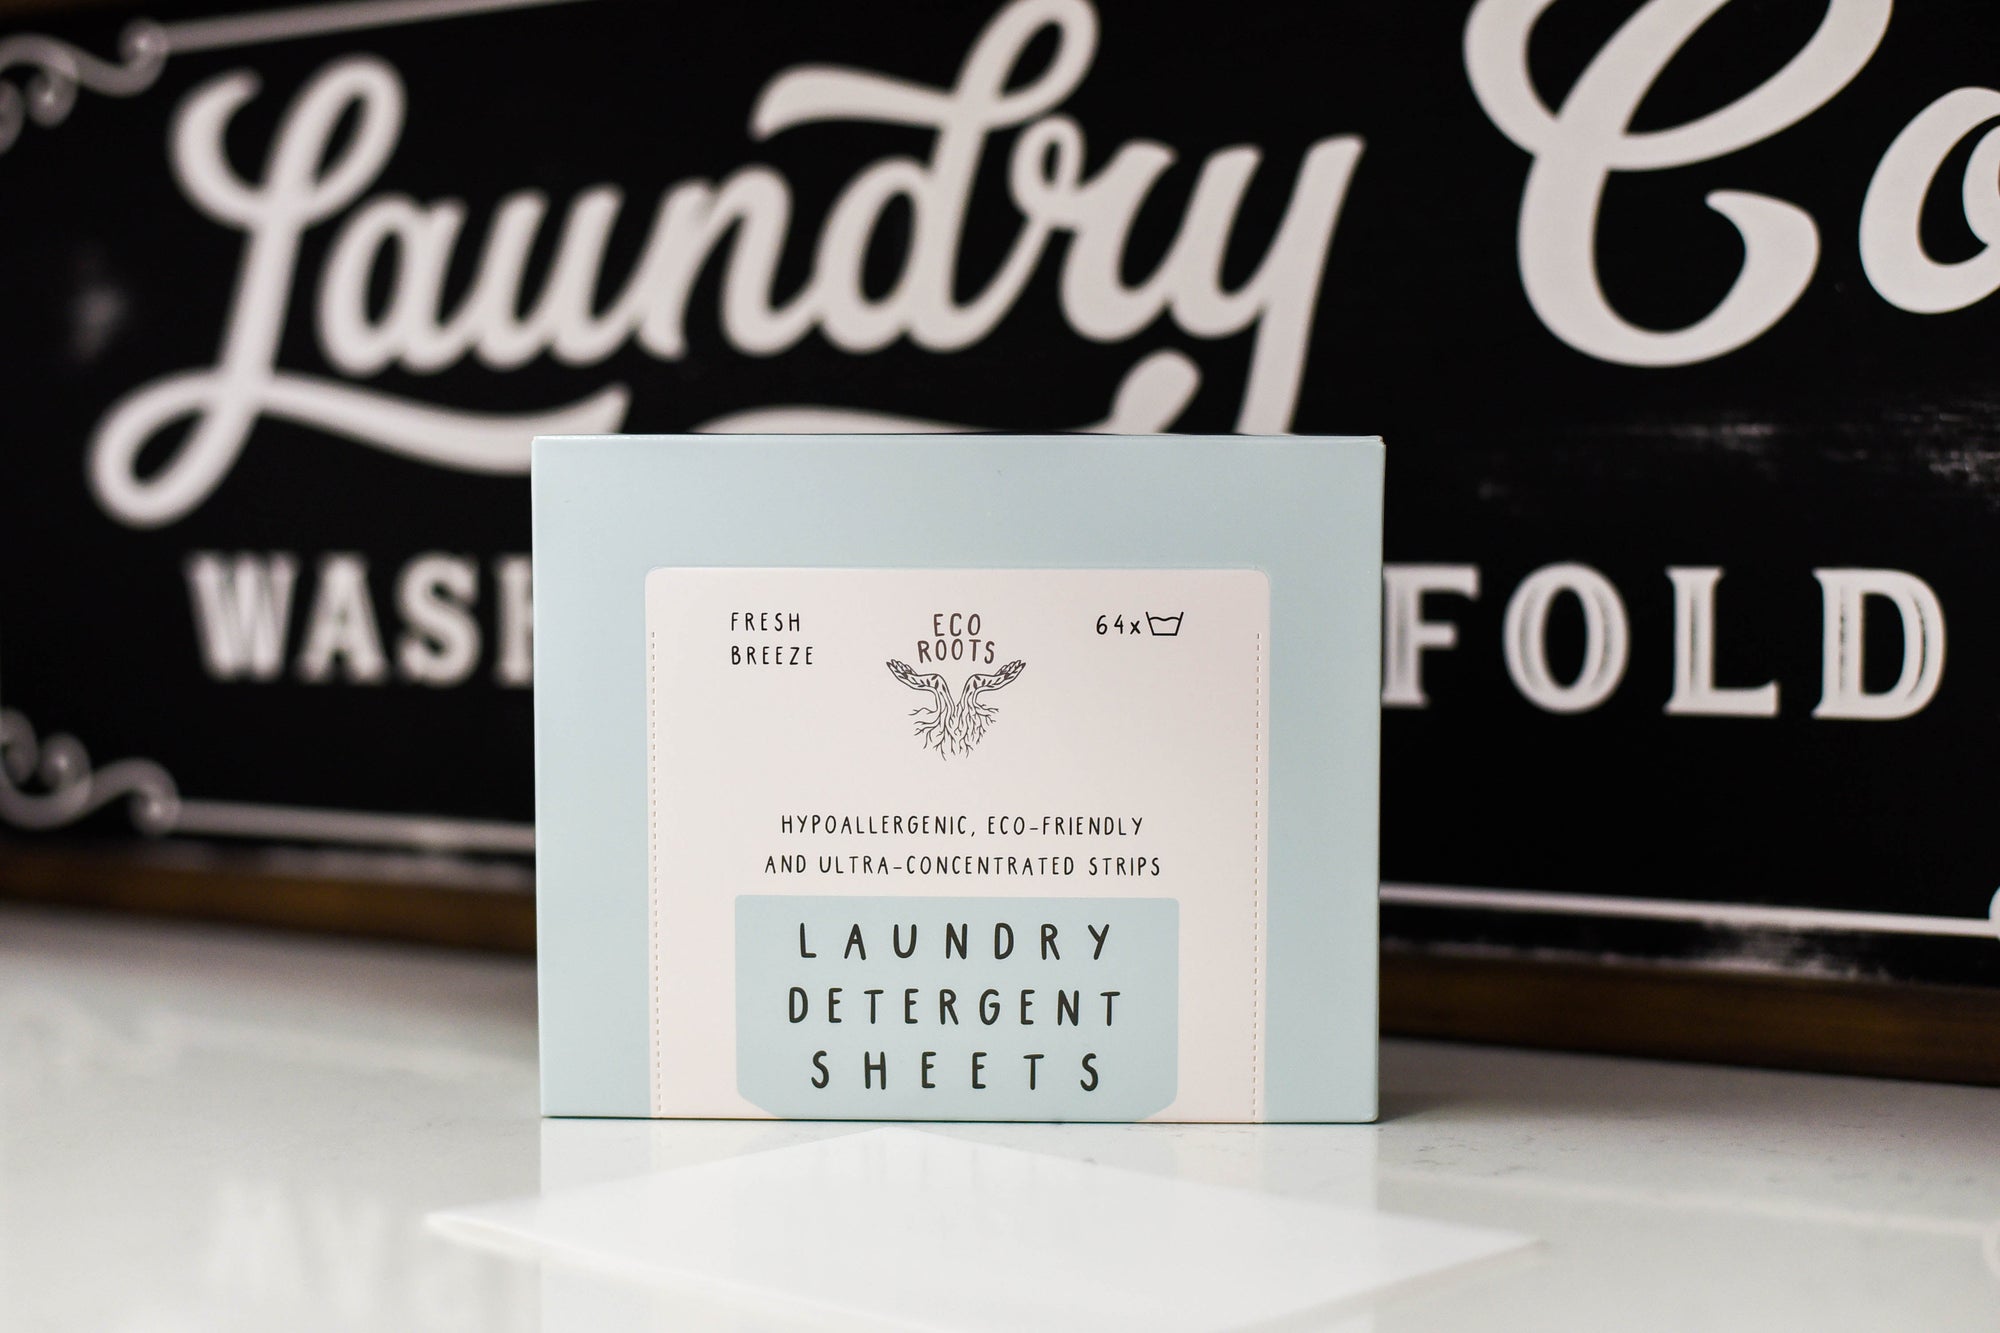 Laundry Co
WASH FOLD
FRESH
BREEZE
ECO
ROOTS
64x
HYPOALLERGENIC, ECO-FRIENDLY
AND ULTRA-CONCENTRATED STRIPS
LAUNDRY
DETERGENT
SHEETS